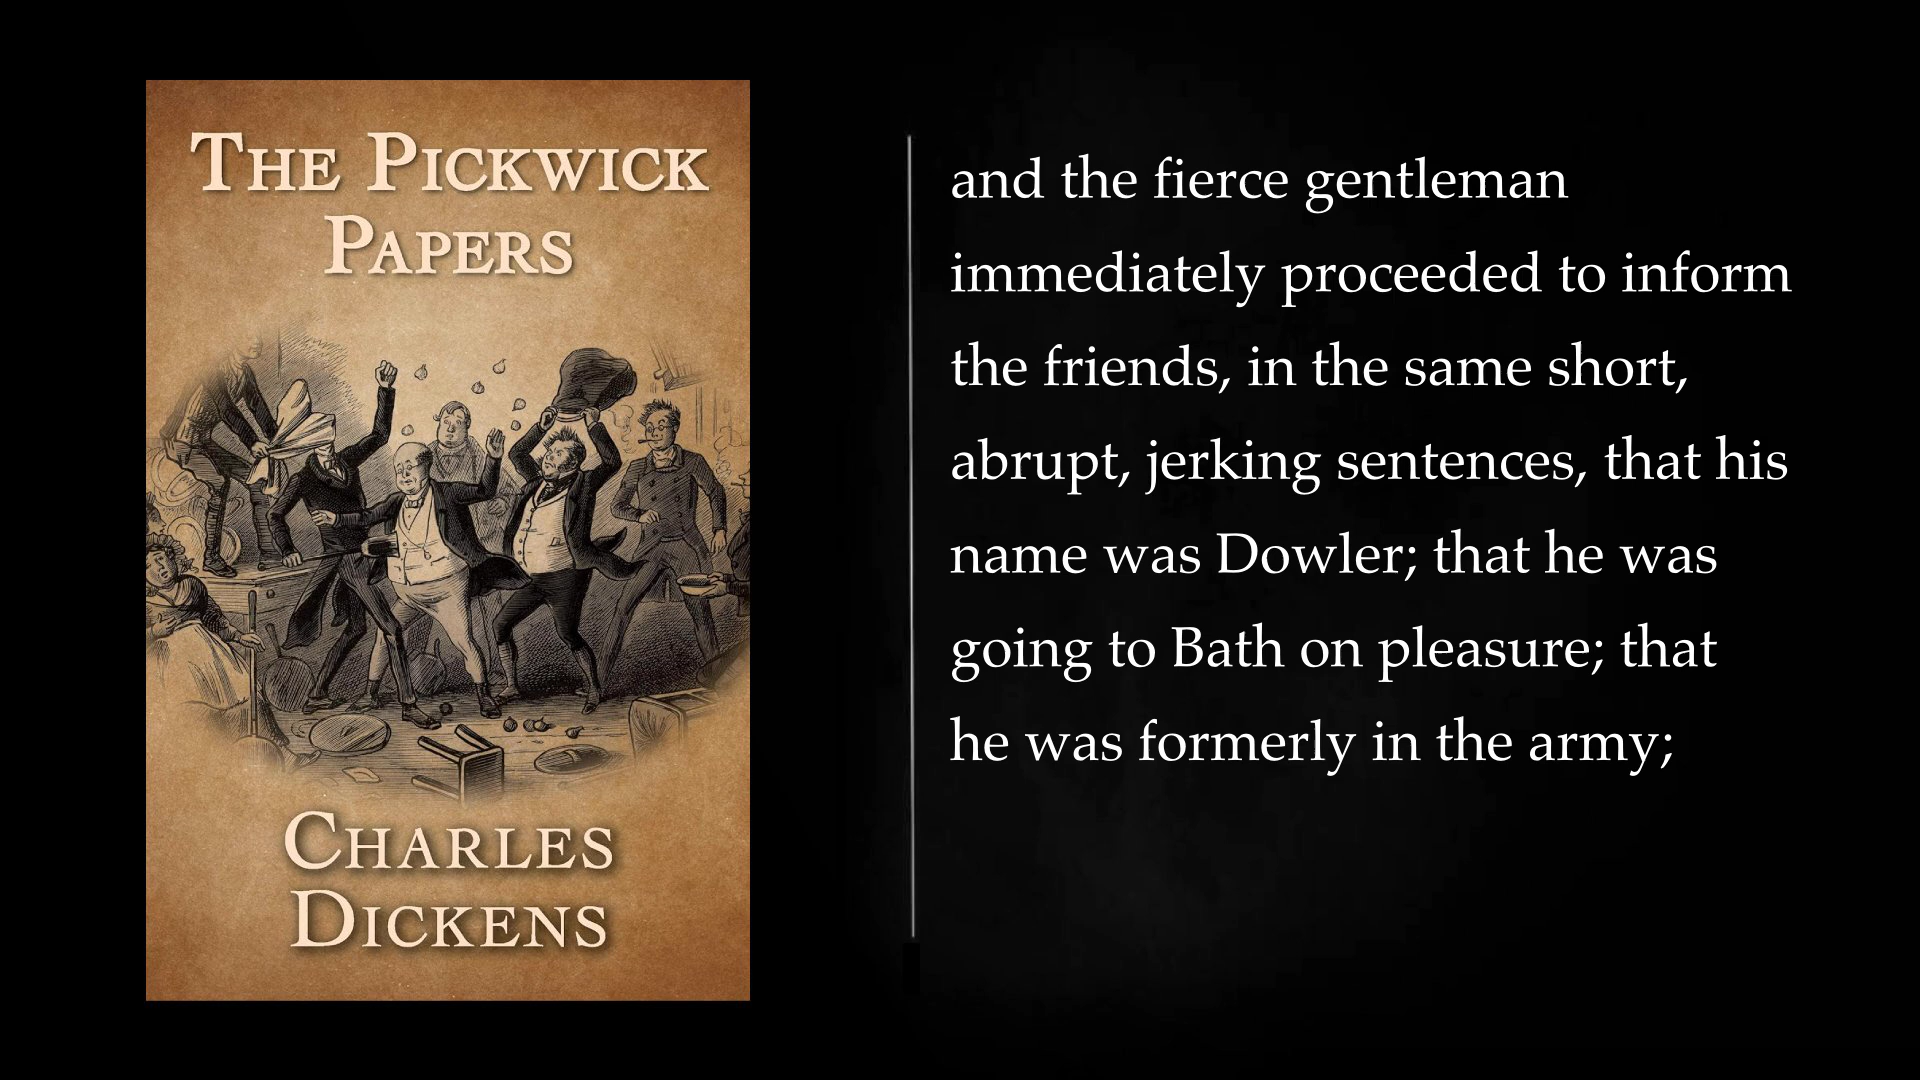 THE PICKWICK
PAPERS
CHARLES
DICKENS
and the fierce gentleman
immediately proceeded to inform
the friends, in the same short,
abrupt, jerking sentences, that his
name was Dowler; that he was
going to Bath on pleasure; that
he was formerly in the army;